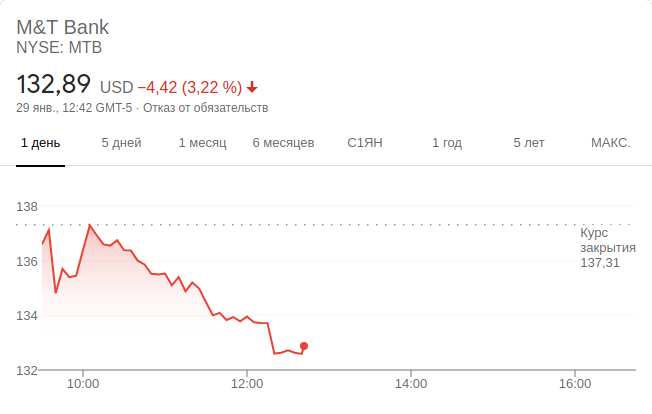 M&T Bank
NYSE: MTB
132,89 USD −4,42 (3,22 %)
29 янв., 12:42 GMT-5 · Отказ от обязательств
1 день 5 дней 1 месяц 6 месяцев С1ЯН 1 год 5 лет МАКС.
138
Курс
закрытия
136
137,31
134
132
10:00 12:00 14:00 16:00